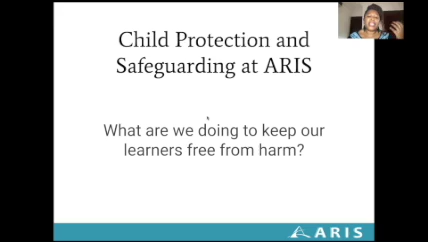 Child Protection and
Safeguarding at ARIS
What are we doing to keep our
learners free from harm?
ARIS